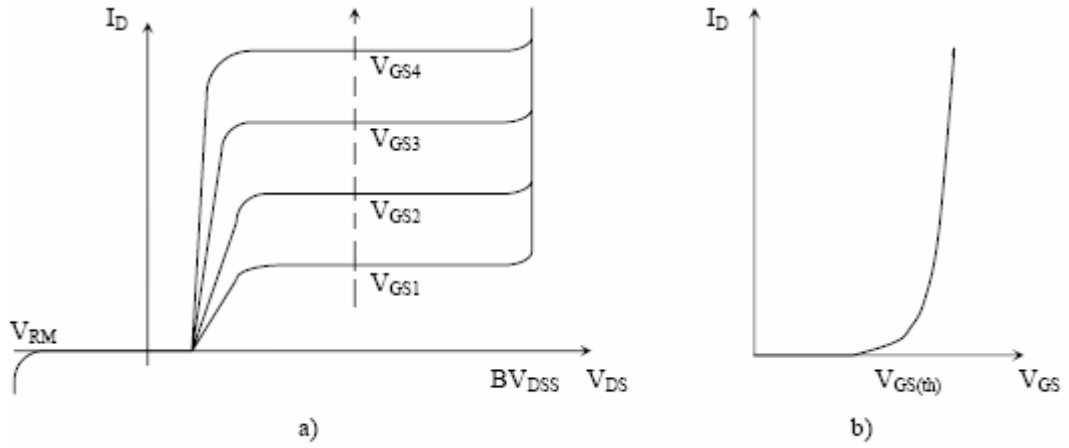 I_D
V_GS4
V_GS3
V_GS2
V_GS1
V_RM
BV_DSS
V_DS
a)
I_D
V_GS(th)
V_GS
b)